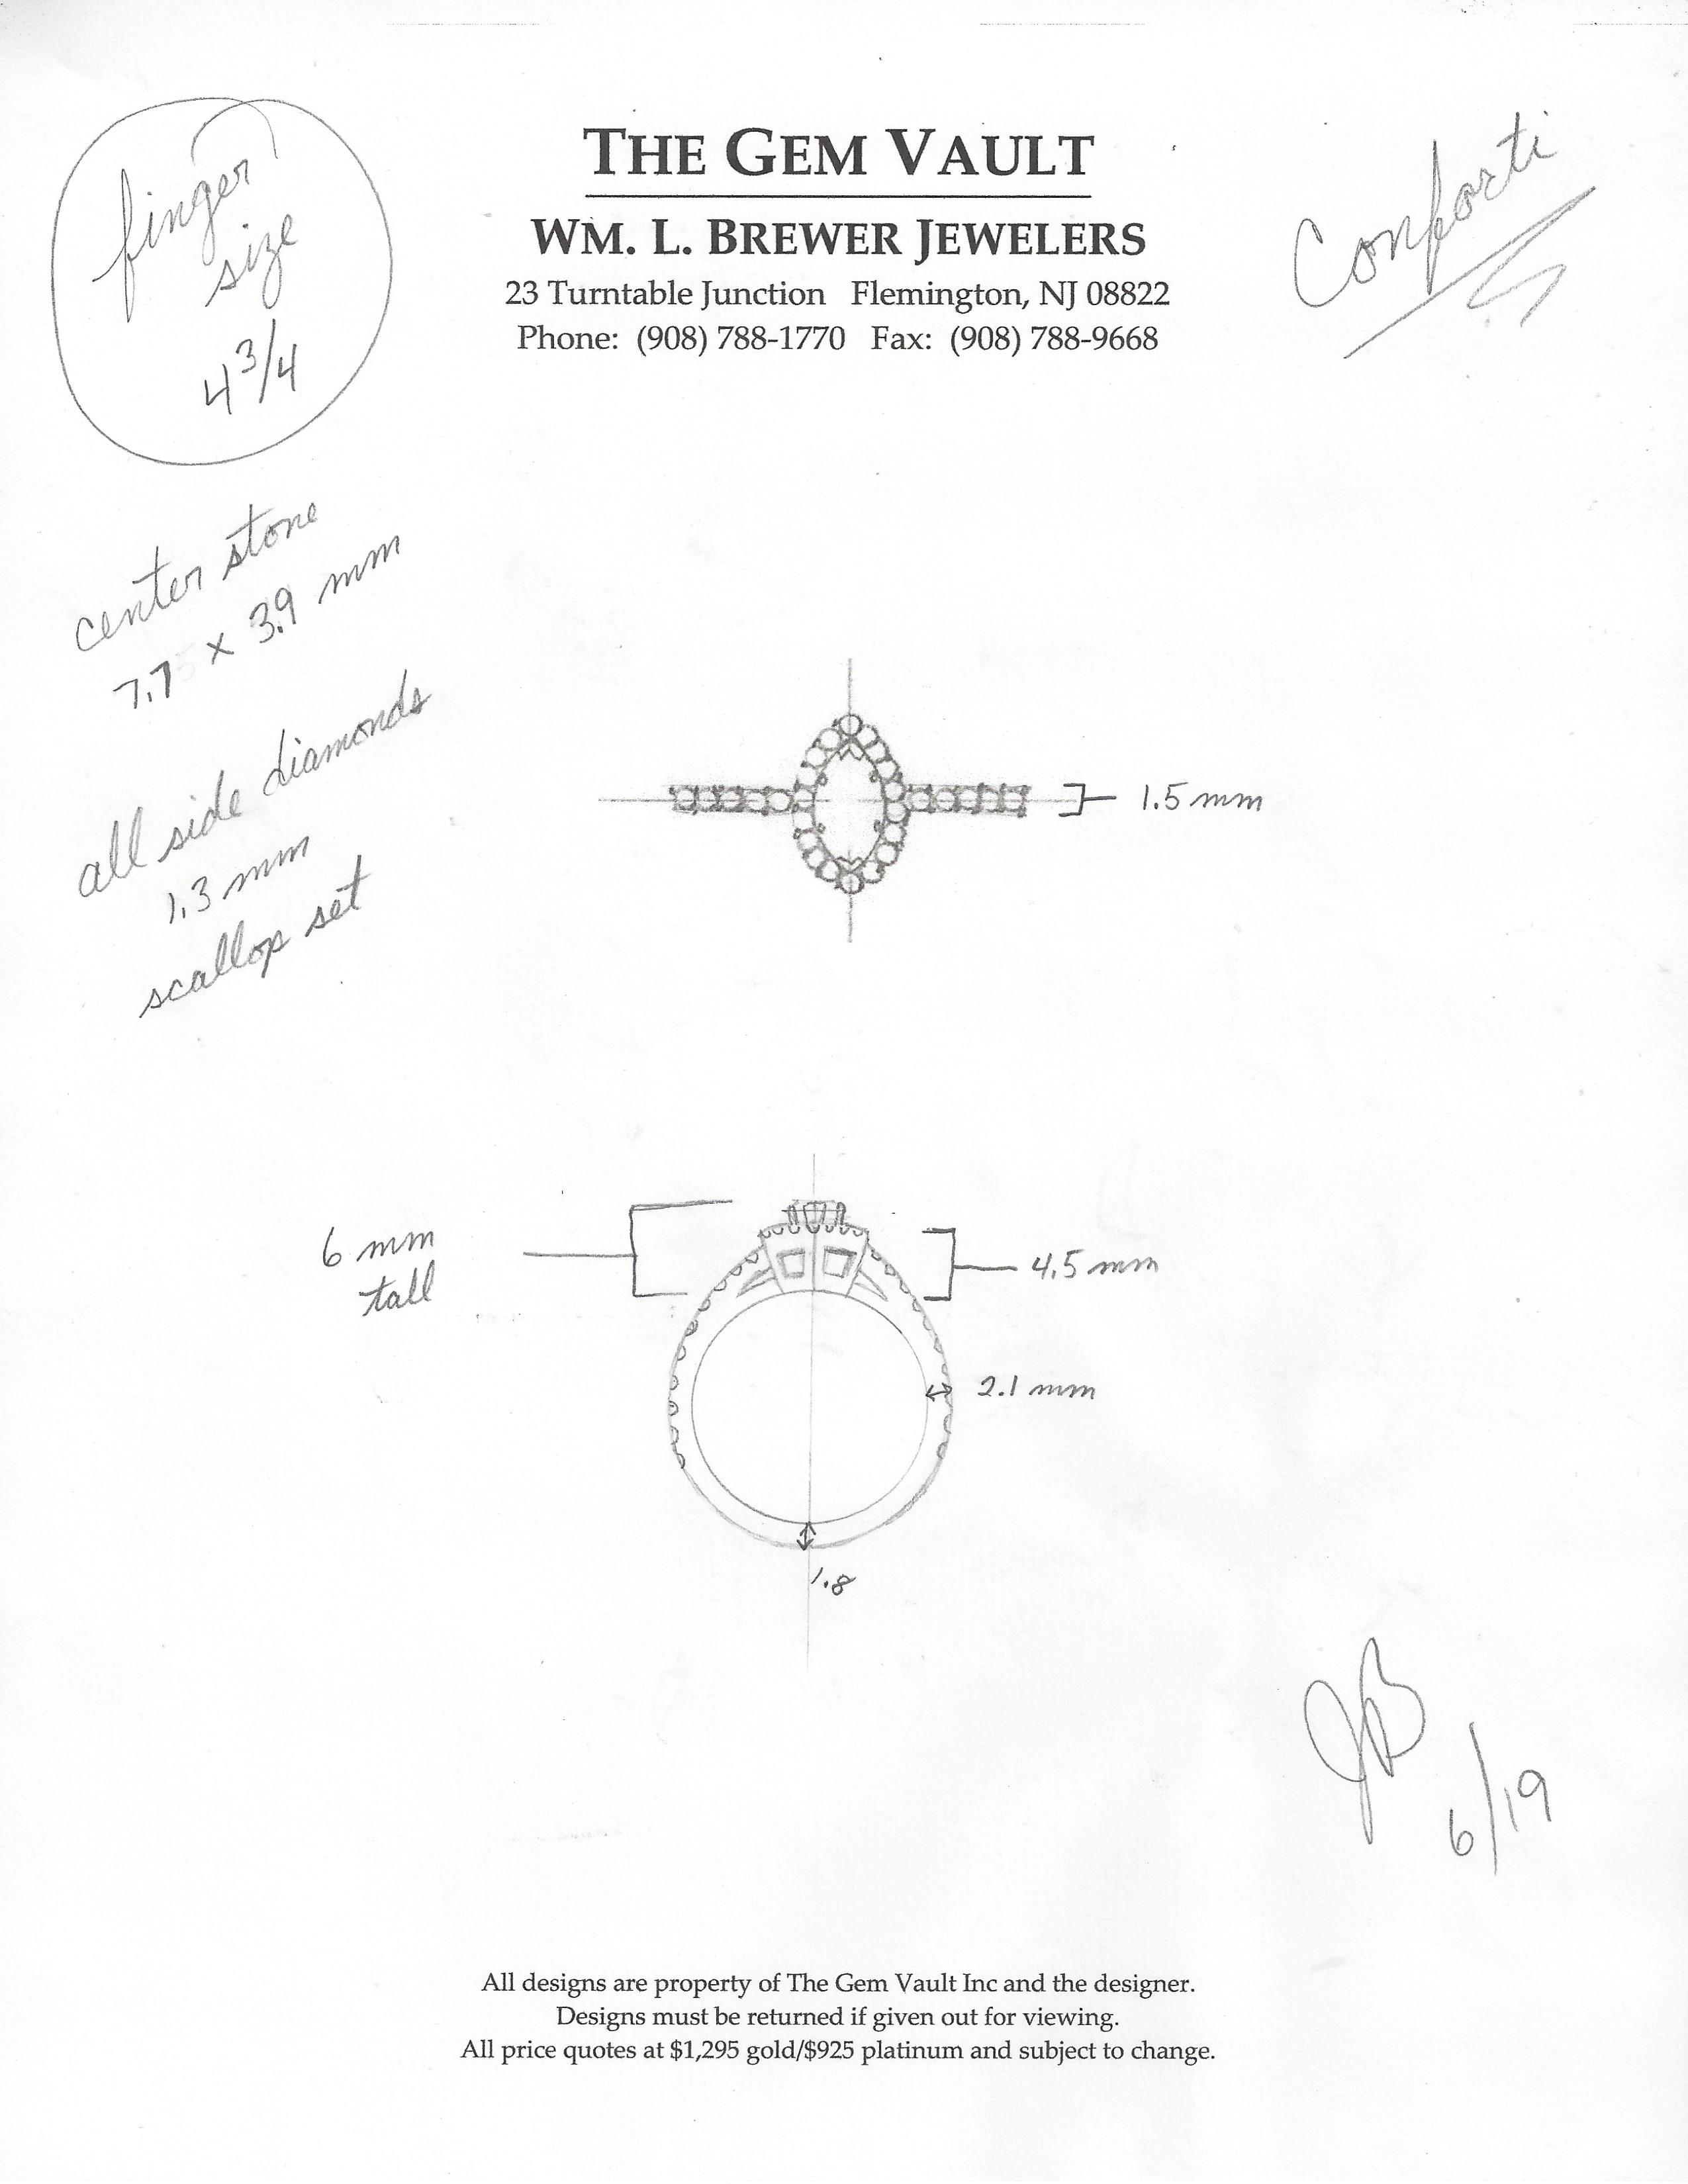 finger
size
4 3/4
THE GEM VAULT
WM. L. BREWER JEWELERS
23 Turntable Junction Flemington, NJ 08822
Phone: (908) 788-1770 Fax: (908) 788-9668
Conforti
center stone
7.7 x 3.9 mm
all side diamonds
1.3 mm
scallop set
1.5 mm
6 mm
tall
4.5 mm
2.1 mm
1.8
JB
6/19
All designs are property of The Gem Vault Inc and the designer.
Designs must be returned if given out for viewing.
All price quotes at $1,295 gold/$925 platinum and subject to change.